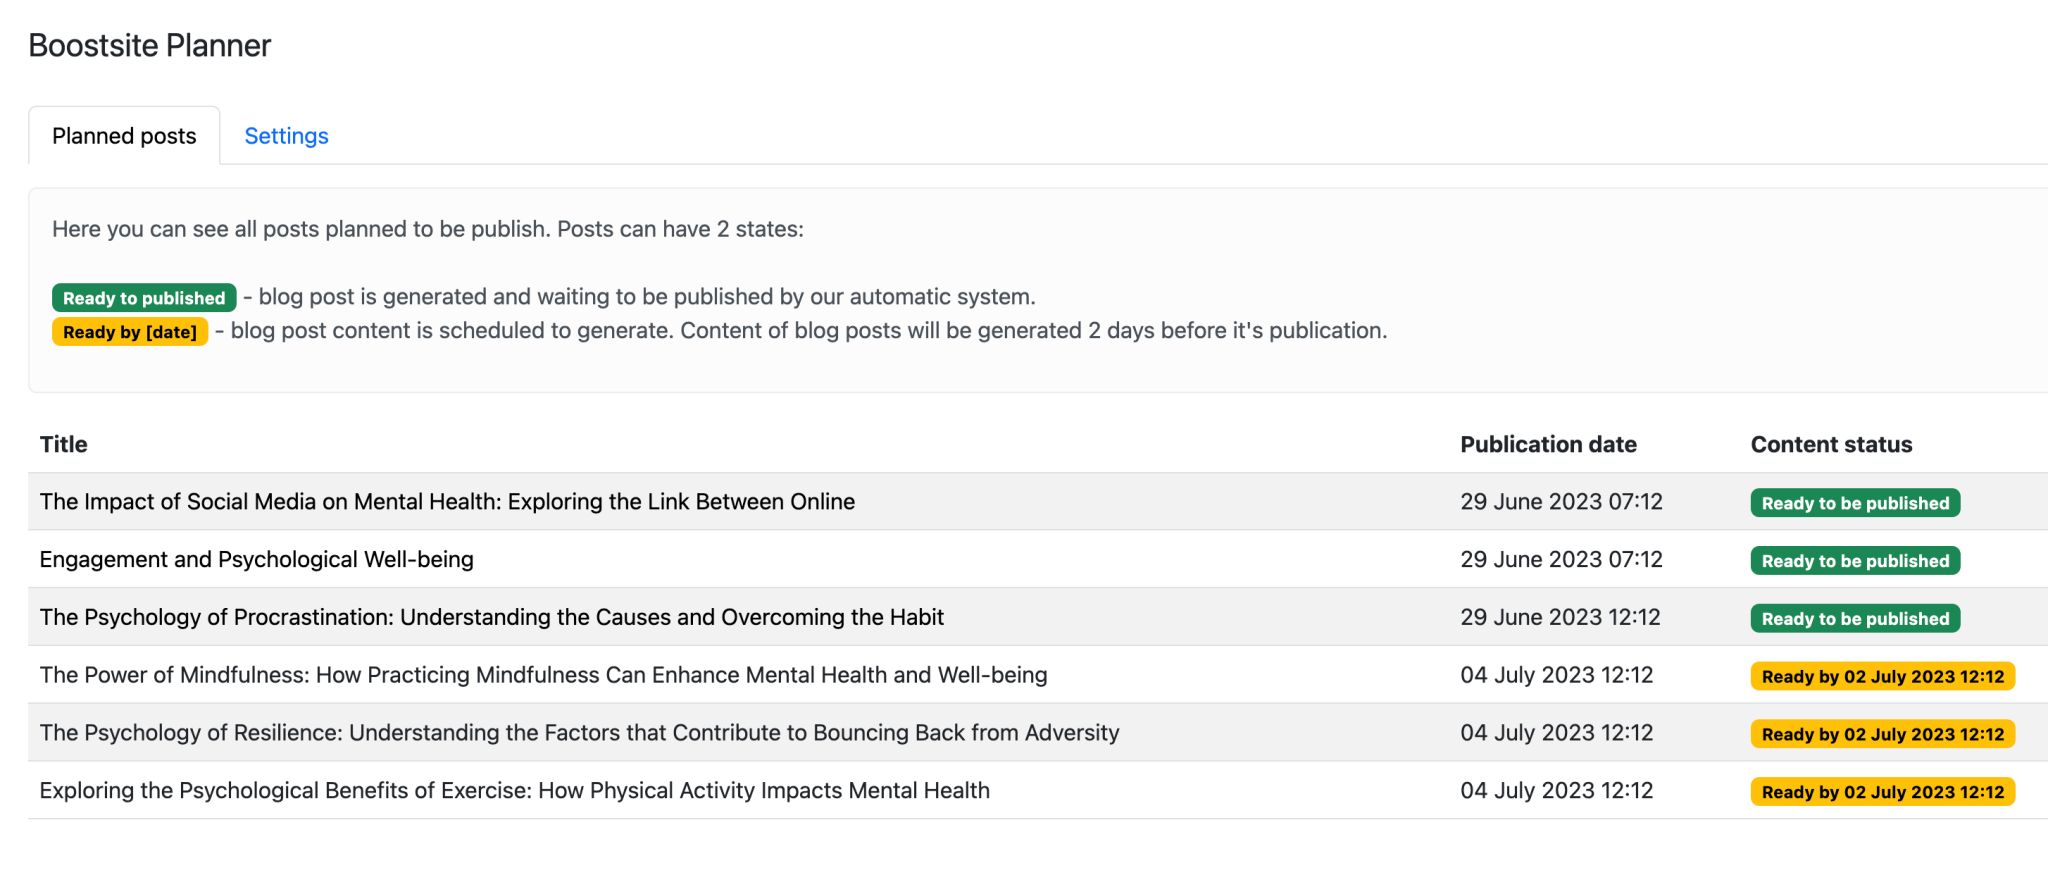 Boostsite Planner
Planned posts Settings
Here you can see all posts planned to be publish. Posts can have 2 states:
Ready to published - blog post is generated and waiting to be published by our automatic system.
Ready by [date] - blog post content is scheduled to generate. Content of blog posts will be generated 2 days before it's publication.
Title Publication date Content status
The Impact of Social Media on Mental Health: Exploring the Link Between Online 29 June 2023 07:12 Ready to be published
Engagement and Psychological Well-being 29 June 2023 07:12 Ready to be published
The Psychology of Procrastination: Understanding the Causes and Overcoming the Habit 29 June 2023 12:12 Ready to be published
The Power of Mindfulness: How Practicing Mindfulness Can Enhance Mental Health and Well-being 04 July 2023 12:12 Ready by 02 July 2023 12:12
The Psychology of Resilience: Understanding the Factors that Contribute to Bouncing Back from Adversity 04 July 2023 12:12 Ready by 02 July 2023 12:12
Exploring the Psychological Benefits of Exercise: How Physical Activity Impacts Mental Health 04 July 2023 12:12 Ready by 02 July 2023 12:12